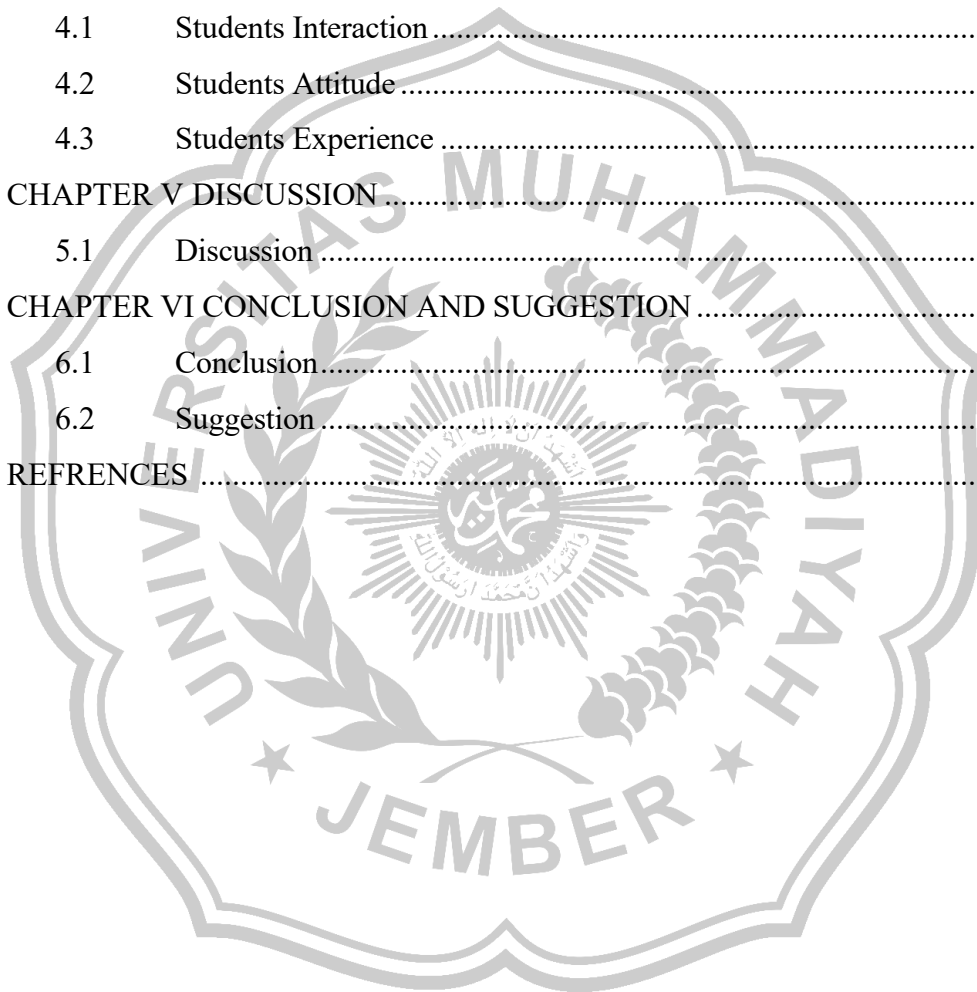 4.1 Students Interaction ........................................................................
4.2 Students Attitude ............................................................................
4.3 Students Experience .......................................................................
CHAPTER V DISCUSSION ..............................................................................
5.1 Discussion ......................................................................................
CHAPTER VI CONCLUSION AND SUGGESTION .....................................
6.1 Conclusion ......................................................................................
6.2 Suggestion ......................................................................................
REFRENCES ....................................................................................................
UNIVERSITAS MUHAMMADIYAH
JEMBER